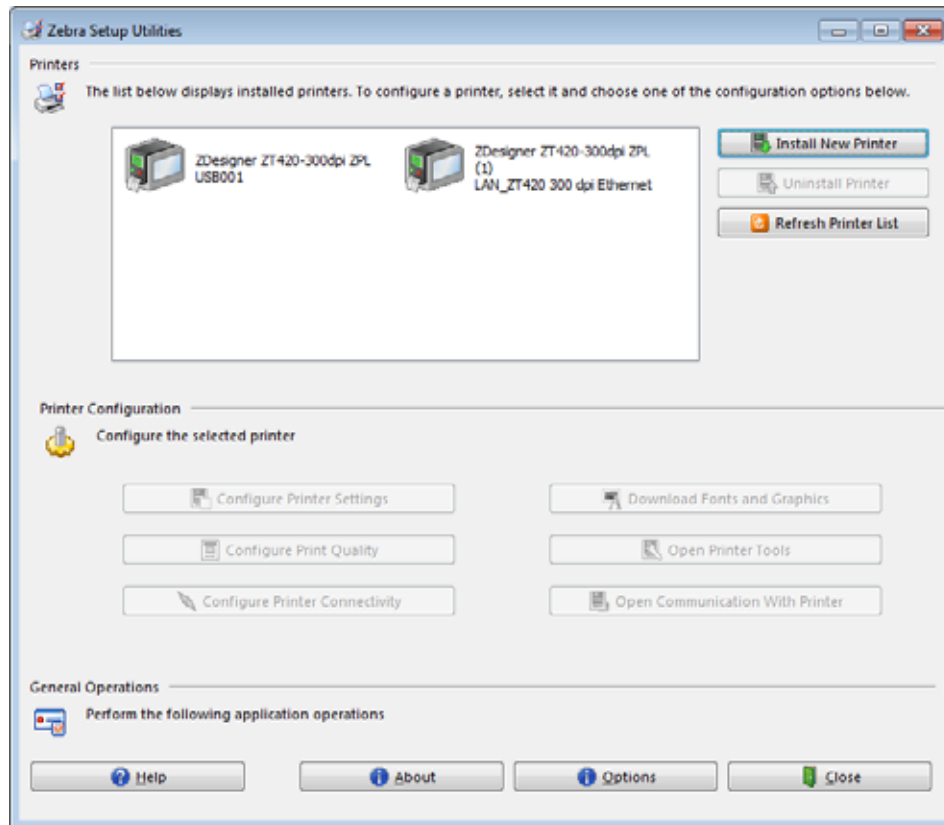 Zebra Setup Utilities
Printers
The list below displays installed printers. To configure a printer, select it and choose one of the configuration options below.
ZDesigner ZT420-300dpi ZPL
USB001
ZDesigner ZT420-300dpi ZPL
(1)
LAN_ZT420 300 dpi Ethernet
Install New Printer
Uninstall Printer
Refresh Printer List
Printer Configuration
Configure the selected printer
Configure Printer Settings
Download Fonts and Graphics
Configure Print Quality
Open Printer Tools
Configure Printer Connectivity
Open Communication With Printer
General Operations
Perform the following application operations
Help
About
Options
Close